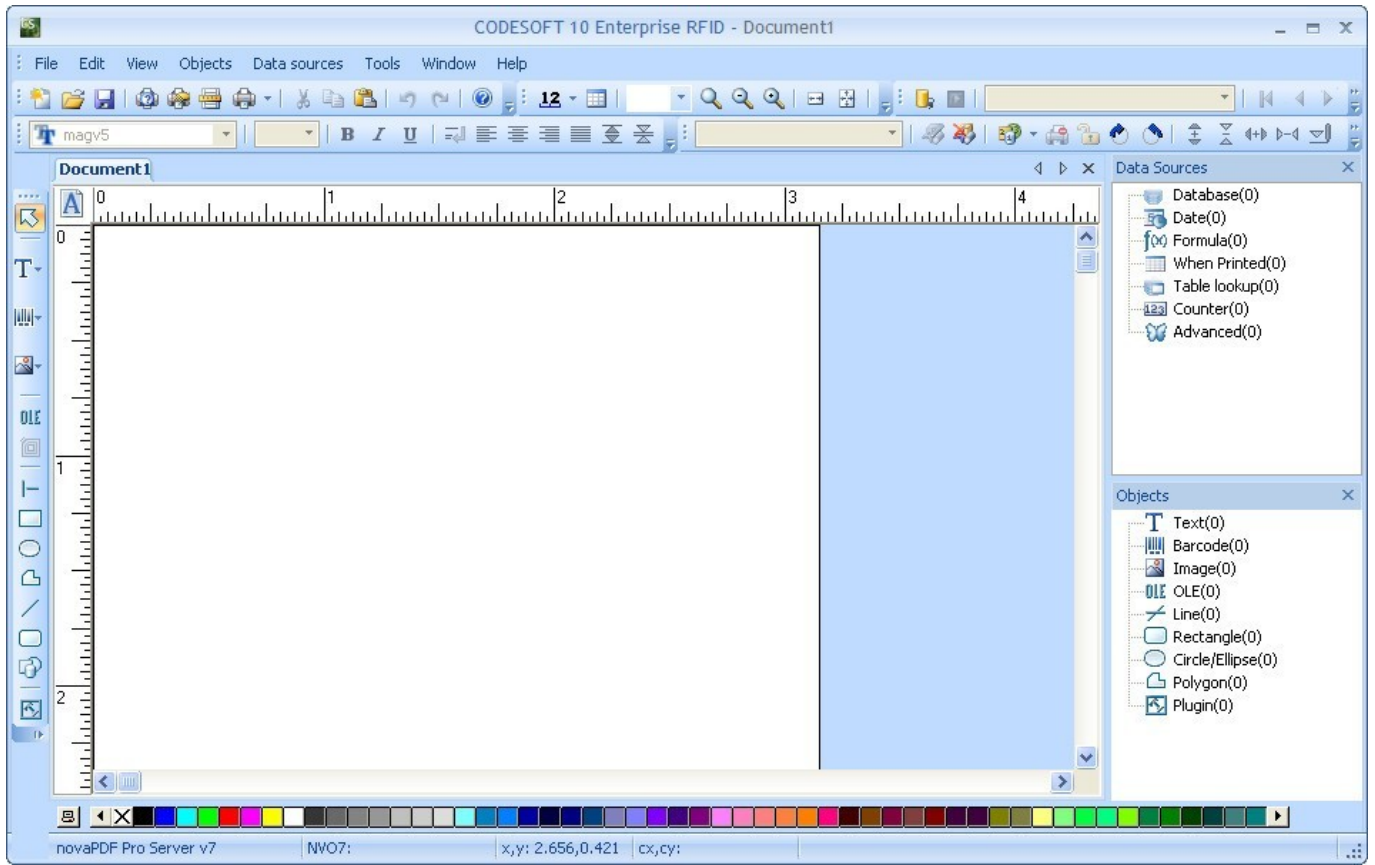 CODESOFT 10 Enterprise RFID - Document1
File Edit View Objects Data sources Tools Window Help
12
magv5 B I U
Document1
Data Sources
A 0 1 2 3 4
Database(0)
Date(0)
f(x) Formula(0)
When Printed(0)
Table lookup(0)
123 Counter(0)
Advanced(0)
0
T
OLE
1
2
Objects
T Text(0)
Barcode(0)
Image(0)
OLE OLE(0)
Line(0)
Rectangle(0)
Circle/Ellipse(0)
Polygon(0)
Plugin(0)
novaPDF Pro Server v7 NVO7: x,y: 2.656,0.421 cx,cy: